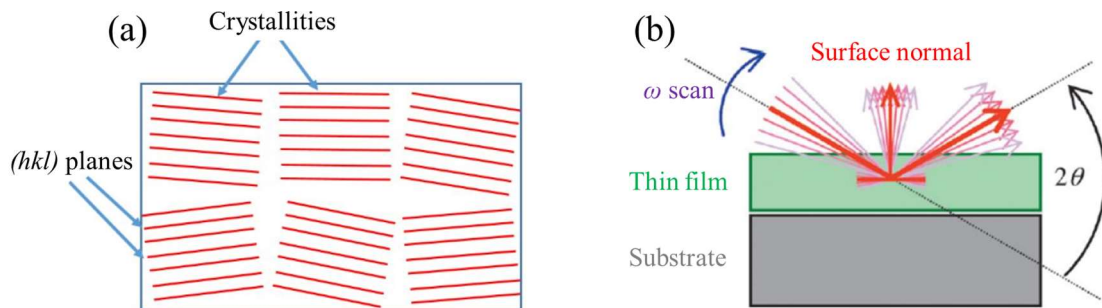 (a)
Crystallities
(hkl) planes
(b)
Surface normal
ω scan
Thin film
2θ
Substrate